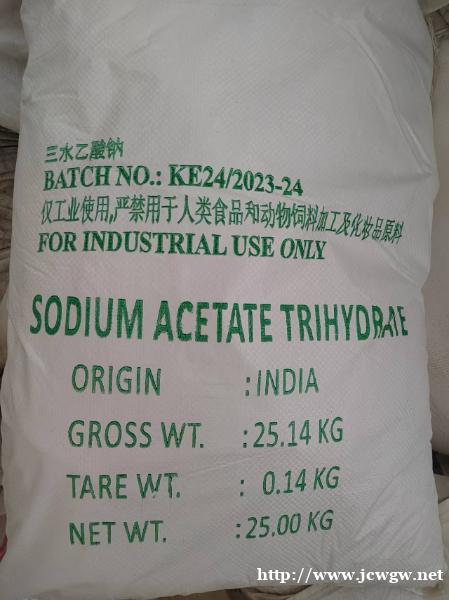 三水乙酸钠
BATCH NO.: KE24/2023-24
仅工业使用,严禁用于人类食品和动物饲料加工及化妆品原料
FOR INDUSTRIAL USE ONLY
SODIUM ACETATE TRIHYDRATE
ORIGIN : INDIA
GROSS WT. : 25.14 KG
TARE WT. : 0.14 KG
NET WT. : 25.00 KG
http://www.jcwgw.net